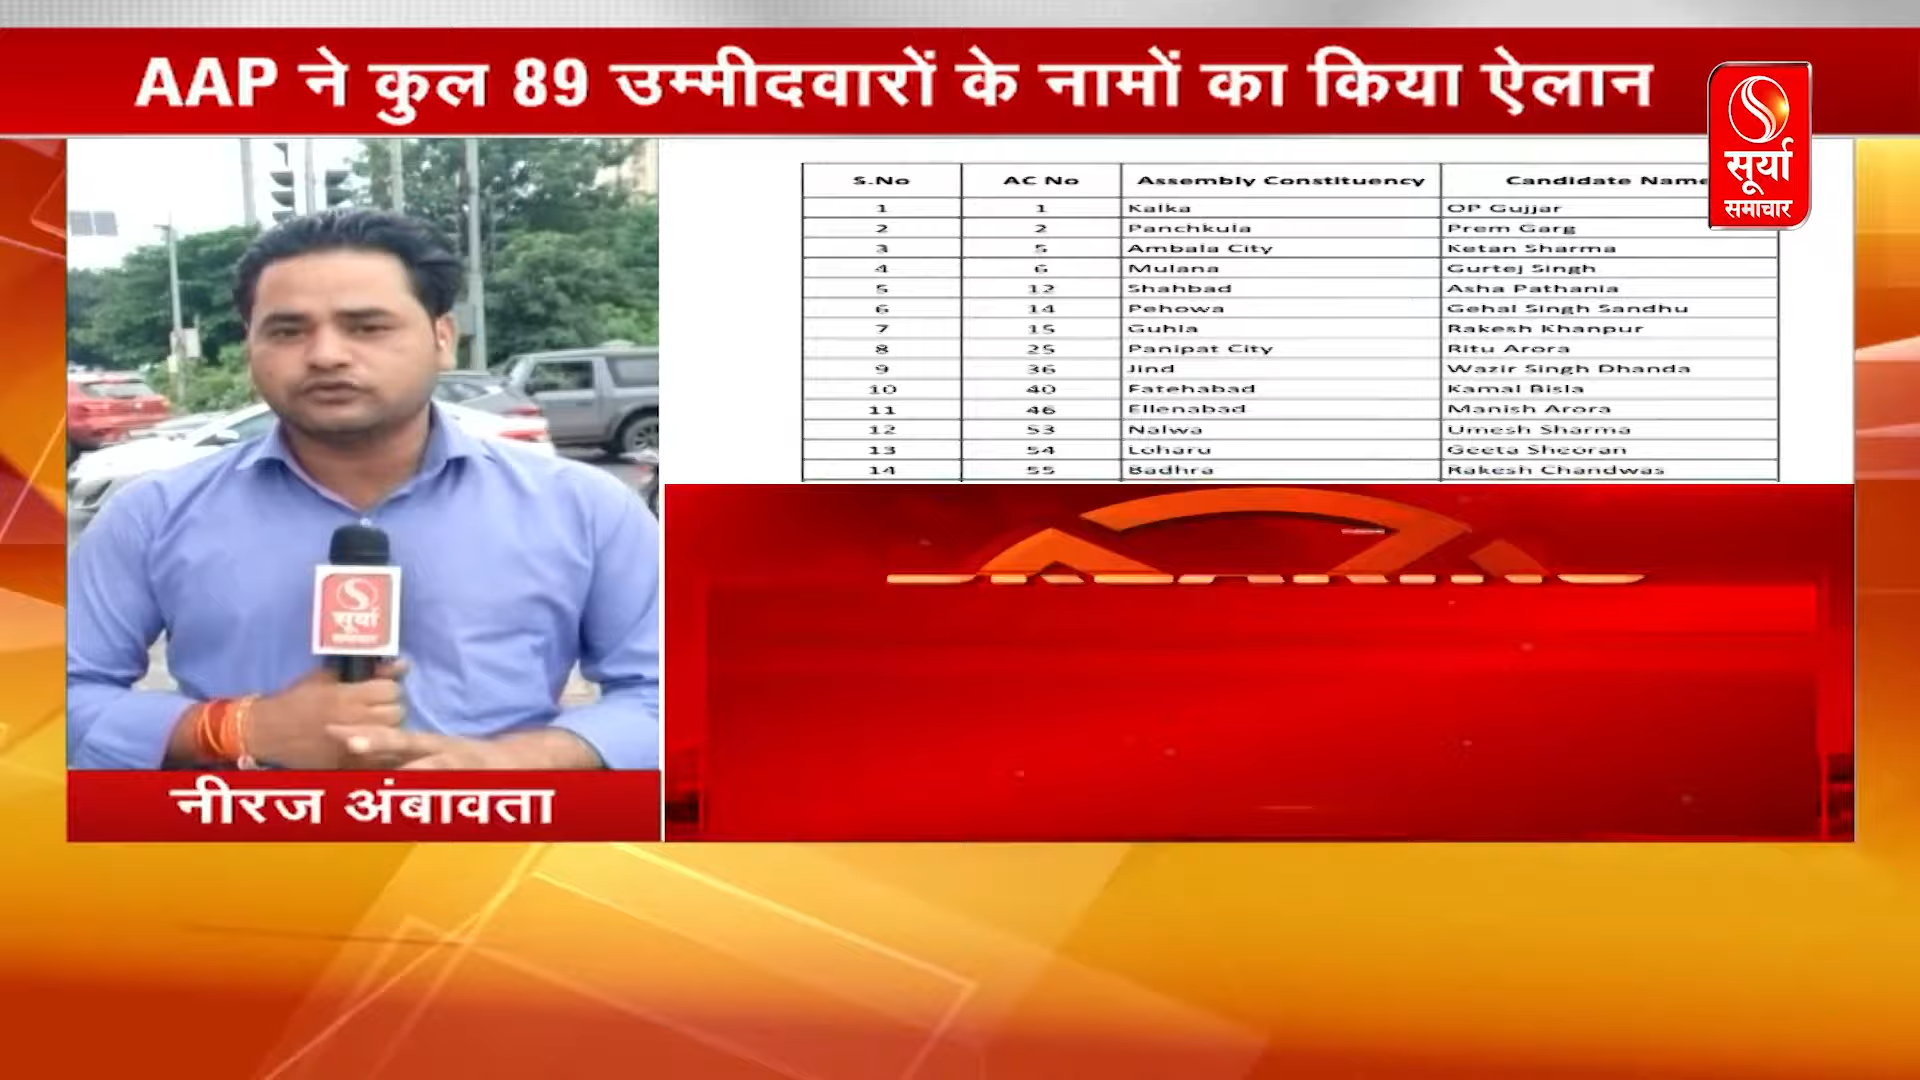 AAP ने कुल 89 उम्मीदवारों के नामों का किया ऐलान
सूर्या
समाचार
S.No AC No Assembly Constituency Candidate Name
1 1 Kalka OP Gujjar
2 2 Panchkula Prem Garg
3 5 Ambala City Ketan Sharma
4 6 Mulana Gurtej Singh
5 12 Shahbad Asha Pathania
6 14 Pehowa Gehal Singh Sandhu
7 15 Guhla Rakesh Khanpur
8 25 Panipat City Ritu Arora
9 36 Jind Wazir Singh Dhanda
10 40 Fatehabad Kamal Bisla
11 46 Ellenabad Manish Arora
12 53 Nalwa Umesh Sharma
13 54 Loharu Geeta Sheoran
14 55 Badhra Rakesh Chandwas
सूर्या
समाचार
नीरज अंबावता